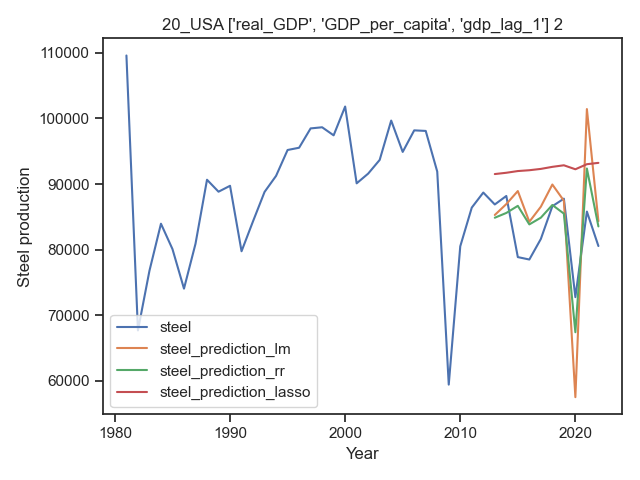 20_USA ['real_GDP', 'GDP_per_capita', 'gdp_lag_1'] 2
110000
100000
90000
80000
70000
60000
Steel production
steel
steel_prediction_lm
steel_prediction_rr
steel_prediction_lasso
1980
1990
2000
2010
2020
Year